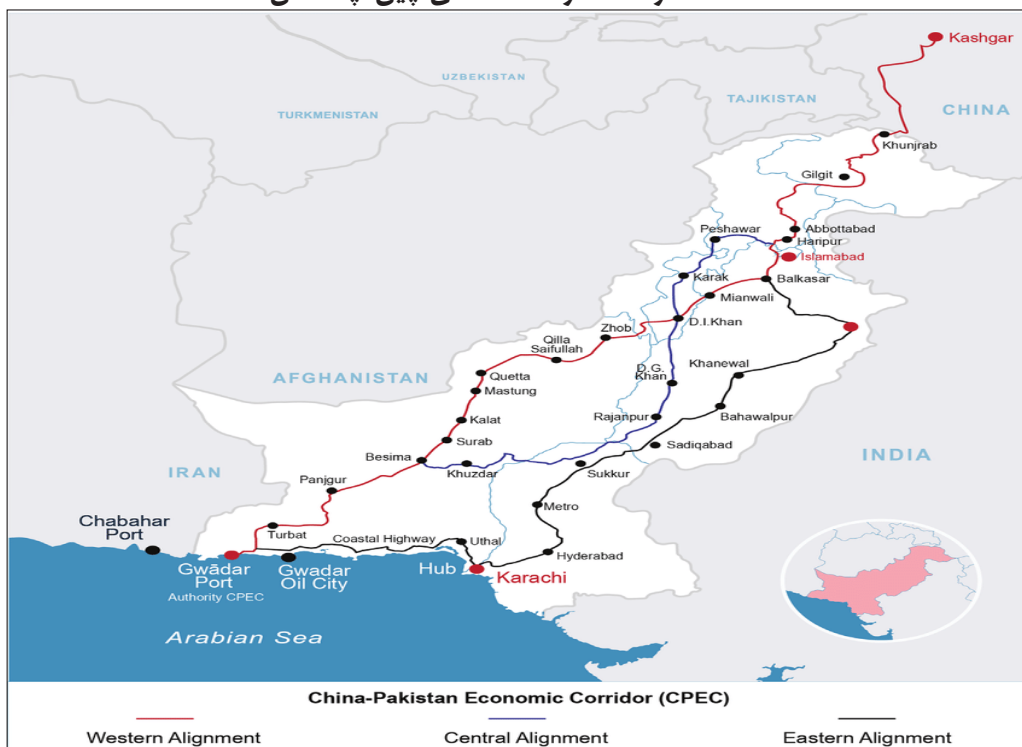 Kashgar
UZBEKISTAN
TAJIKISTAN
CHINA
TURKMENISTAN
Khunjrab
Gilgit
Abbottabad
Peshawar
Haripur
Islamabad
Karak
Balkasar
Mianwali
D.I.Khan
Zhob
Qilla
Saifullah
Khanewal
D.G.
Khan
AFGHANISTAN
Quetta
Mastung
Rajanpur
Bahawalpur
Kalat
Surab
Sadiqabad
Besima
INDIA
IRAN
Khuzdar
Sukkur
Panjgur
Metro
Chabahar
Port
Turbat
Coastal Highway
Uthal
Hyderabad
Gwādar
Port
Authority CPEC
Gwadar
Oil City
Hub
Karachi
Arabian Sea
China-Pakistan Economic Corridor (CPEC)
Western Alignment
Central Alignment
Eastern Alignment